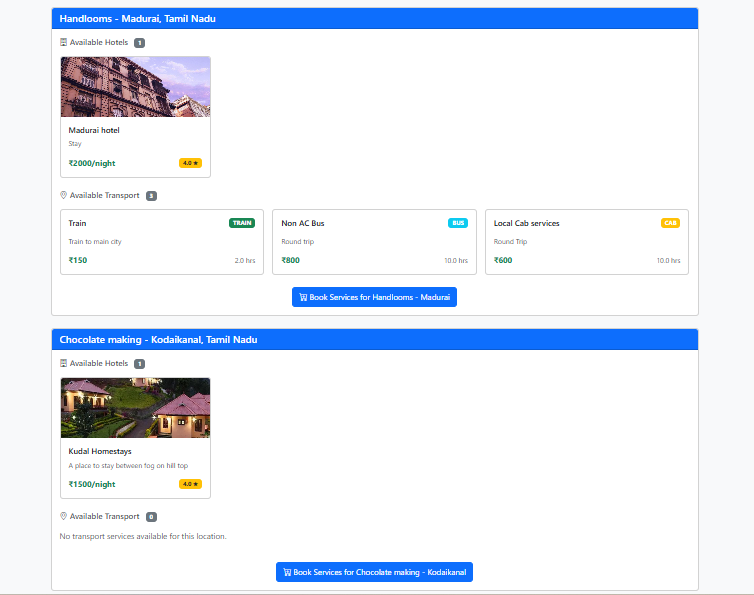 Handlooms - Madurai, Tamil Nadu
Available Hotels 1
Madurai hotel
Stay
₹2000/night 4.0 ★
Available Transport 3
Train TRAIN
Train to main city
₹150 2.0 hrs
Non AC Bus BUS
Round trip
₹800 10.0 hrs
Local Cab services CAB
Round Trip
₹600 10.0 hrs
Book Services for Handlooms - Madurai
Chocolate making - Kodaikanal, Tamil Nadu
Available Hotels 1
Kudal Homestays
A place to stay between fog on hill top
₹1500/night 4.0 ★
Available Transport 0
No transport services available for this location.
Book Services for Chocolate making - Kodaikanal